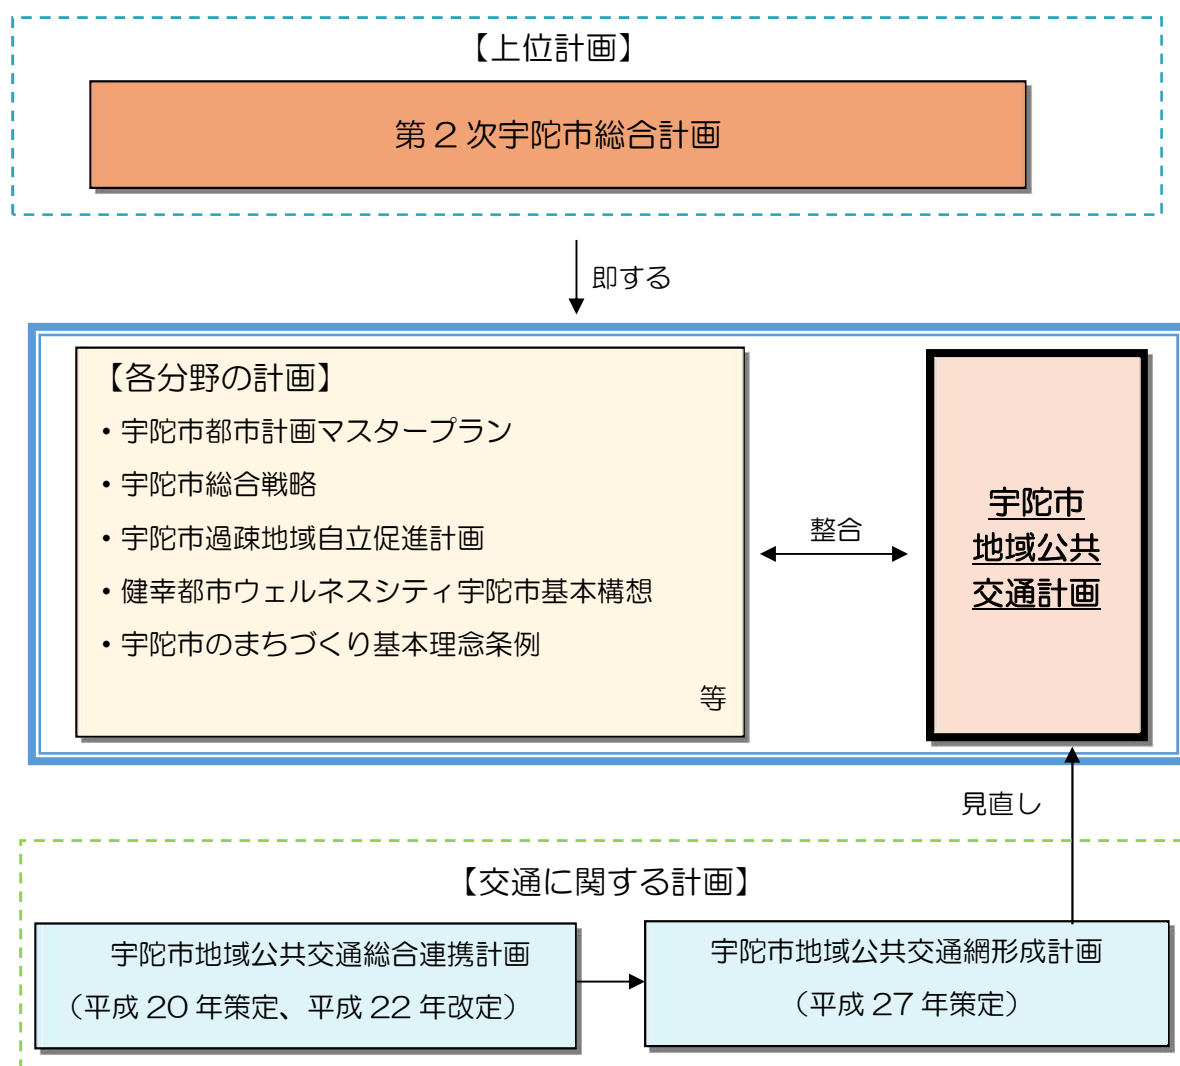 【上位計画】
第2次宇陀市総合計画
即する
【各分野の計画】
・宇陀市都市計画マスタープラン
・宇陀市総合戦略
・宇陀市過疎地域自立促進計画
・健幸都市ウェルネスシティ宇陀市基本構想
・宇陀市のまちづくり基本理念条例
等
整合
宇陀市
地域公共
交通計画
見直し
【交通に関する計画】
宇陀市地域公共交通総合連携計画
（平成 20 年策定、平成 22 年改定）
宇陀市地域公共交通網形成計画
（平成 27 年策定）